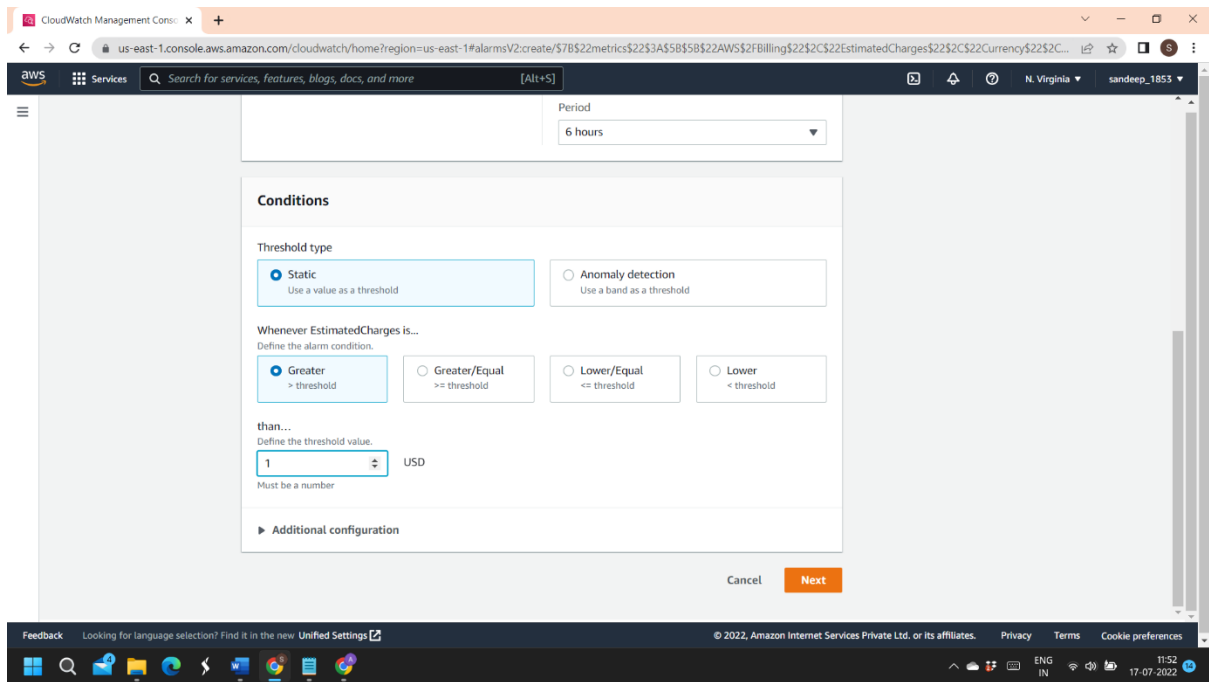 CloudWatch Management Conso
us-east-1.console.aws.amazon.com/cloudwatch/home?region=us-east-1#alarmsV2:create/$7B$22metrics$22$3A$5B$5B$22AWS$2FBilling$22$2C$22EstimatedCharges$22$2C$22Currency$22$2C... S
aws Services Search for services, features, blogs, docs, and more [Alt+S] N. Virginia ▼ sandeep_1853 ▼
Period
6 hours
Conditions
Threshold type
Static
Use a value as a threshold
Anomaly detection
Use a band as a threshold
Whenever EstimatedCharges is...
Define the alarm condition.
Greater
> threshold
Greater/Equal
>= threshold
Lower/Equal
<= threshold
Lower
< threshold
than...
Define the threshold value.
1 USD
Must be a number
Additional configuration
Cancel Next
Feedback Looking for language selection? Find it in the new Unified Settings © 2022, Amazon Internet Services Private Ltd. or its affiliates. Privacy Terms Cookie preferences
4 S A ENG 11:52 14
IN 17-07-2022